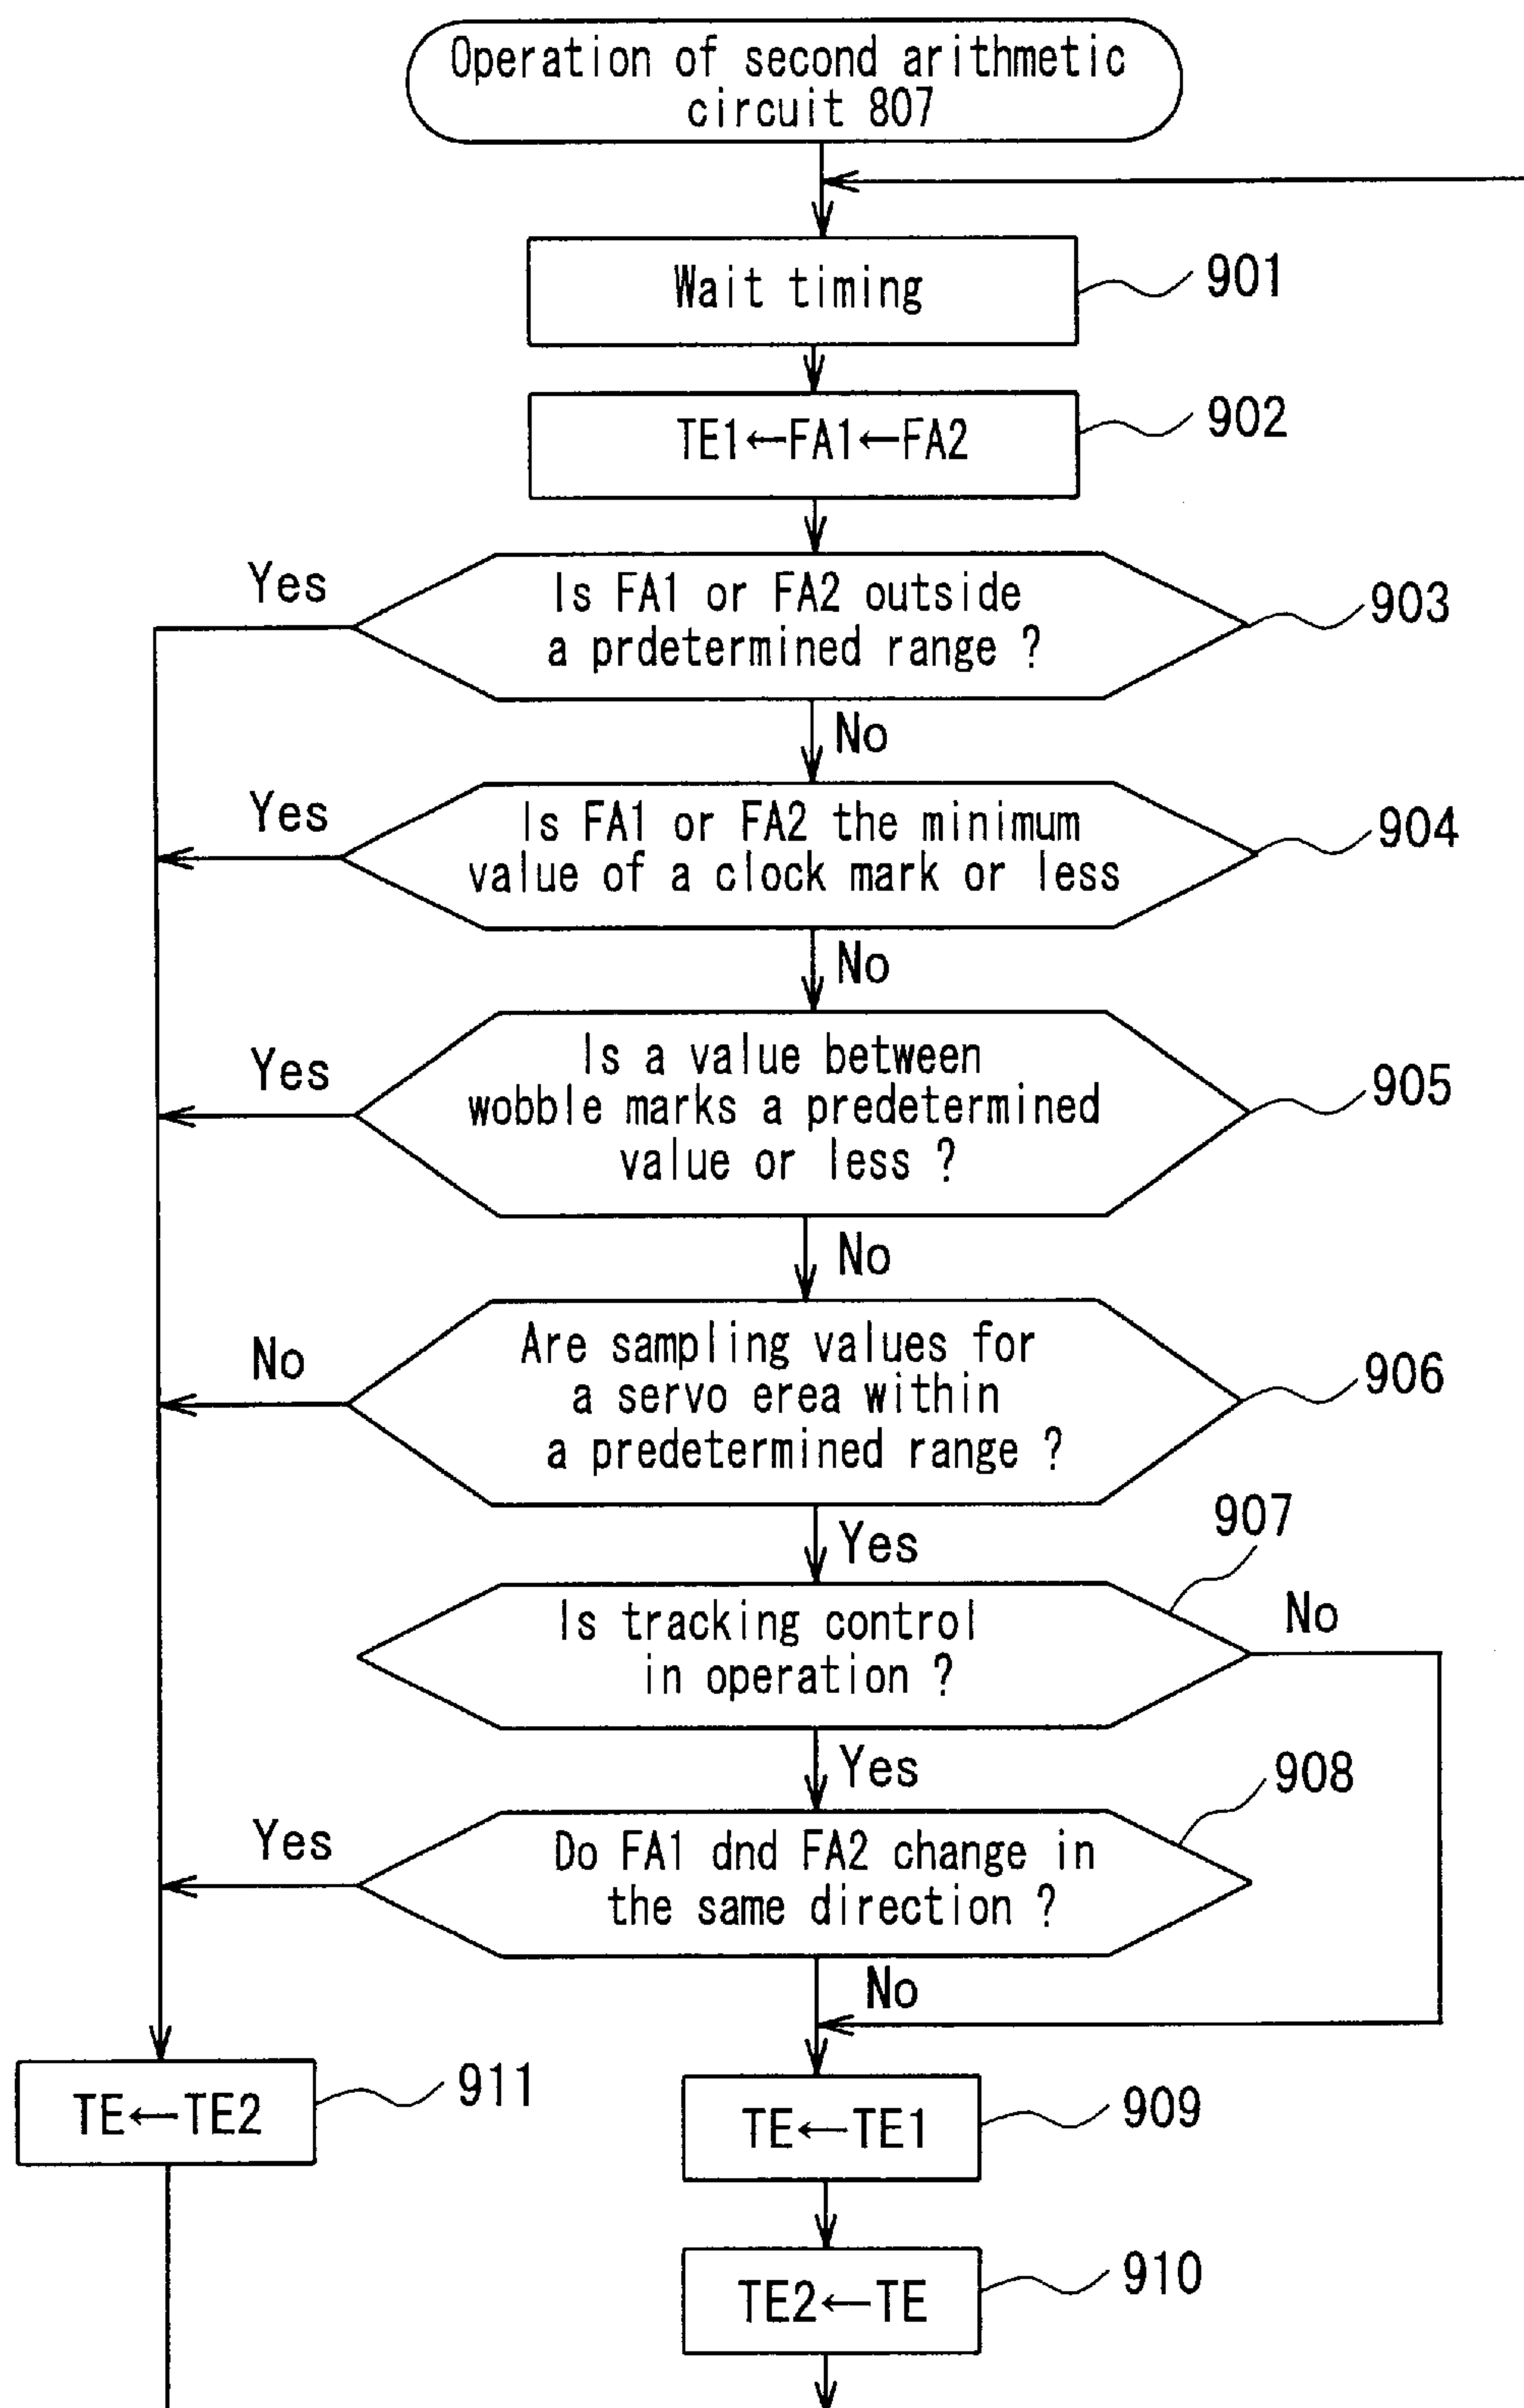 Operation of second arithmetic
circuit 807
Wait timing
901
TE1←FA1←FA2
902
Yes
Is FA1 or FA2 outside
a prdetermined range ?
903
No
Yes
Is FA1 or FA2 the minimum
value of a clock mark or less
904
No
Yes
Is a value between
wobble marks a predetermined
value or less ?
905
No
No
Are sampling values for
a servo erea within
a predetermined range ?
906
Yes
907
Is tracking control
in operation ?
No
Yes
908
Yes
Do FA1 dnd FA2 change in
the same direction ?
No
TE←TE2
911
TE←TE1
909
TE2←TE
910